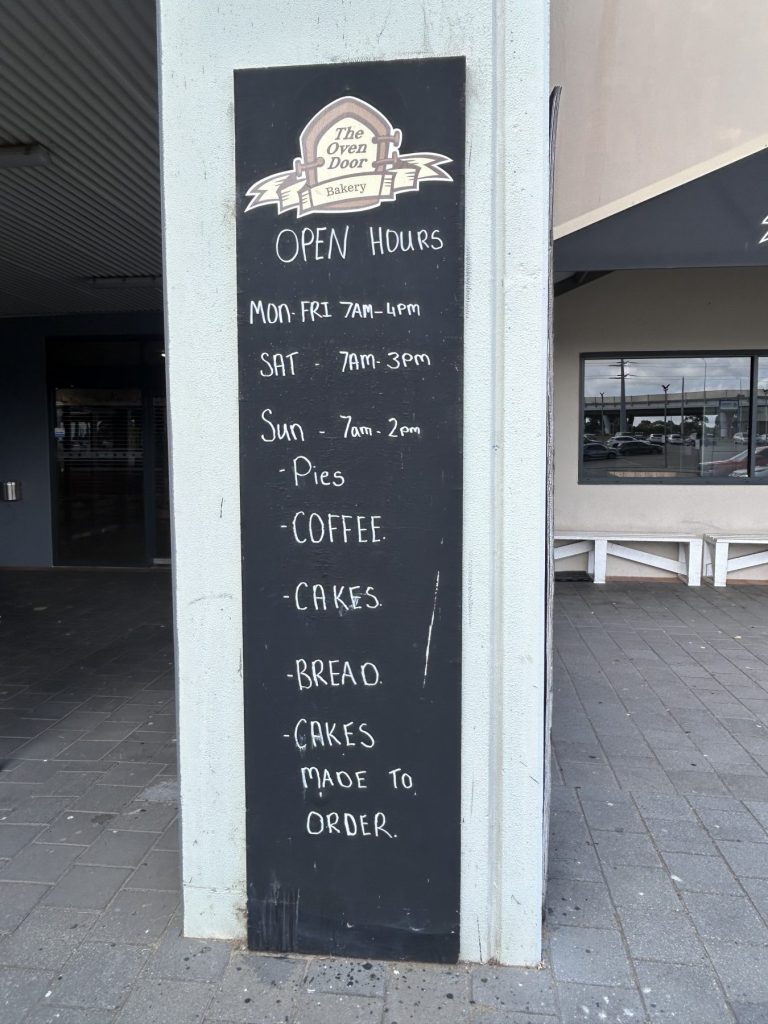 The
Oven
Door
Bakery
OPEN HOURS
MON-FRI 7AM-4PM
SAT - 7AM-3PM
Sun - 7am-2pm
-Pies
-COFFEE.
-CAKES.
-BREAD.
-CAKES
MADE TO
ORDER.